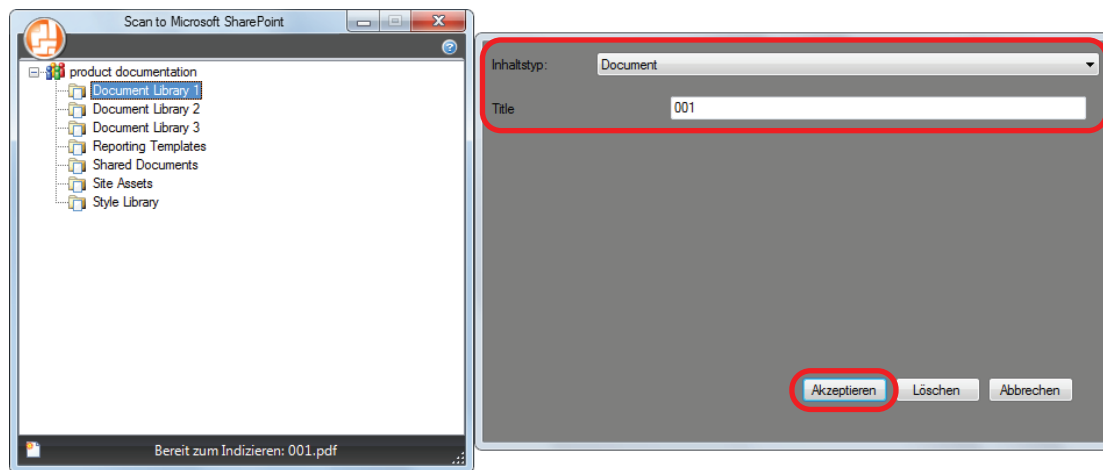 Scan to Microsoft SharePoint
product documentation
Document Library 1
Document Library 2
Document Library 3
Reporting Templates
Shared Documents
Site Assets
Style Library
Bereit zum Indizieren: 001.pdf
Inhaltstyp: Document
Title 001
Akzeptieren Löschen Abbrechen